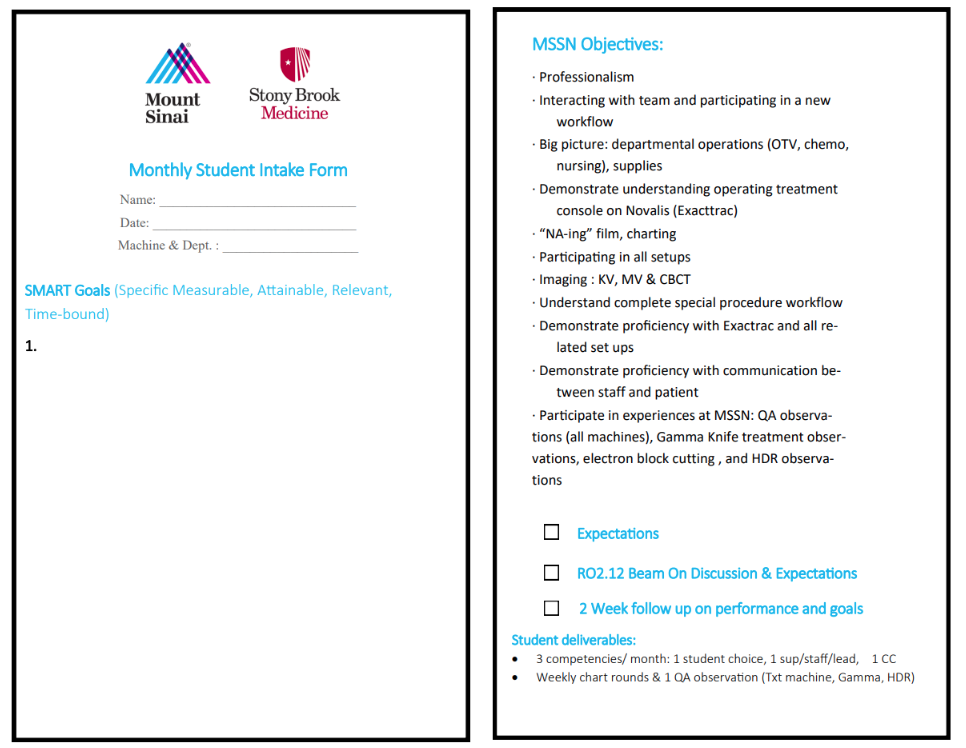 Mount
Sinai
Stony Brook
Medicine
Monthly Student Intake Form
Name: ____________________________
Date: _____________________________
Machine & Dept. : ___________________
SMART Goals (Specific Measurable, Attainable, Relevant,
Time-bound)
1.
MSSN Objectives:
· Professionalism
· Interacting with team and participating in a new
workflow
· Big picture: departmental operations (OTV, chemo,
nursing), supplies
· Demonstrate understanding operating treatment
console on Novalis (Exacttrac)
· “NA-ing” film, charting
· Participating in all setups
· Imaging : KV, MV & CBCT
· Understand complete special procedure workflow
· Demonstrate proficiency with Exactrac and all re-
lated set ups
· Demonstrate proficiency with communication be-
tween staff and patient
· Participate in experiences at MSSN: QA observa-
tions (all machines), Gamma Knife treatment obser-
vations, electron block cutting , and HDR observa-
tions
☐ Expectations
☐ RO2.12 Beam On Discussion & Expectations
☐ 2 Week follow up on performance and goals
Student deliverables:
• 3 competencies/ month: 1 student choice, 1 sup/staff/lead, 1 CC
• Weekly chart rounds & 1 QA observation (Txt machine, Gamma, HDR)